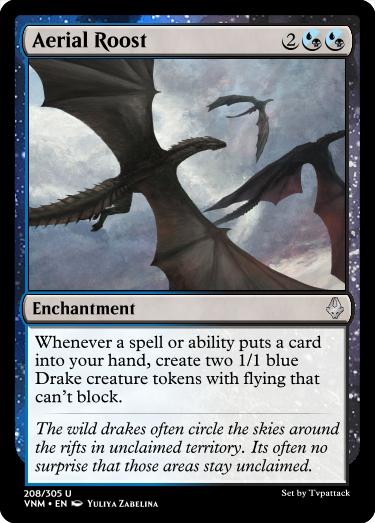 Aerial Roost 2
Enchantment
Whenever a spell or ability puts a card
into your hand, create two 1/1 blue
Drake creature tokens with flying that
can't block.
The wild drakes often circle the skies around
the rifts in unclaimed territory. Its often no
surprise that those areas stay unclaimed.
208/305 U
VNM • EN Yuliya Zabelina
Set by Tvpattack